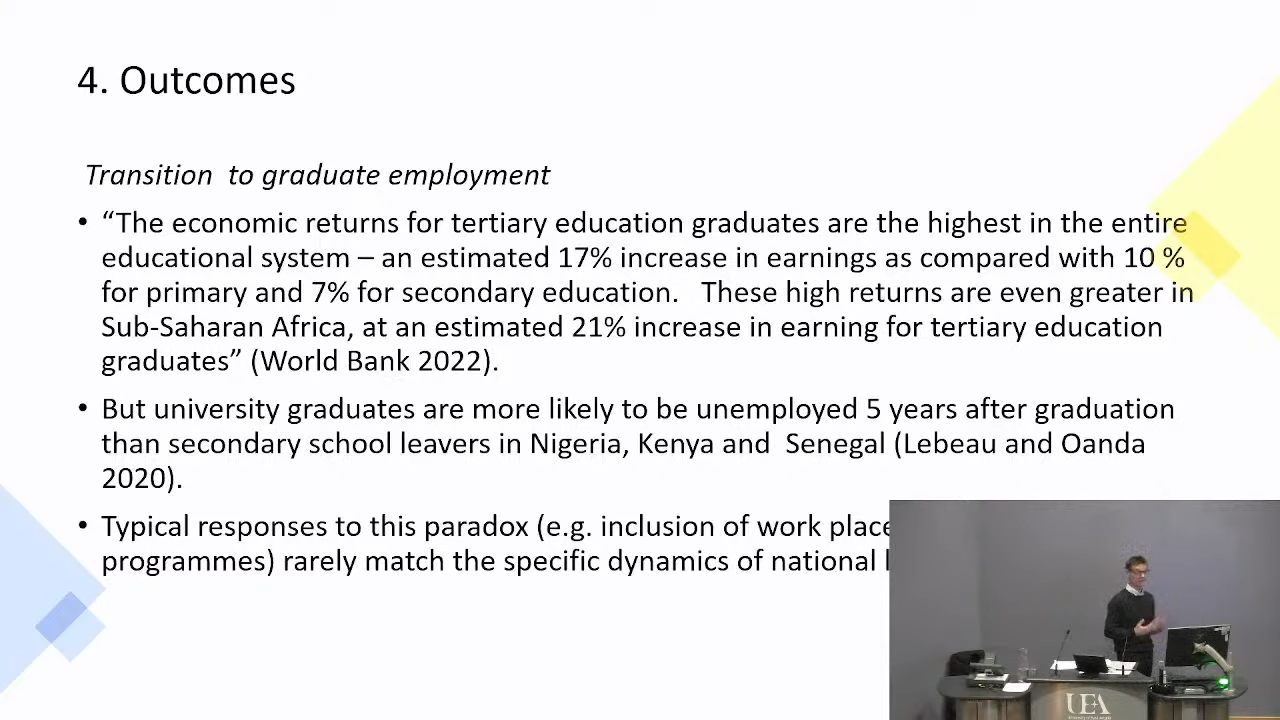 4. Outcomes
Transition  to graduate employment
• “The economic returns for tertiary education graduates are the highest in the entire
educational system – an estimated 17% increase in earnings as compared with 10 %
for primary and 7% for secondary education.   These high returns are even greater in
Sub-Saharan Africa, at an estimated 21% increase in earning for tertiary education
graduates” (World Bank 2022).
• But university graduates are more likely to be unemployed 5 years after graduation
than secondary school leavers in Nigeria, Kenya and  Senegal (Lebeau and Oanda
2020).
• Typical responses to this paradox (e.g. inclusion of work place
programmes) rarely match the specific dynamics of national
UEA